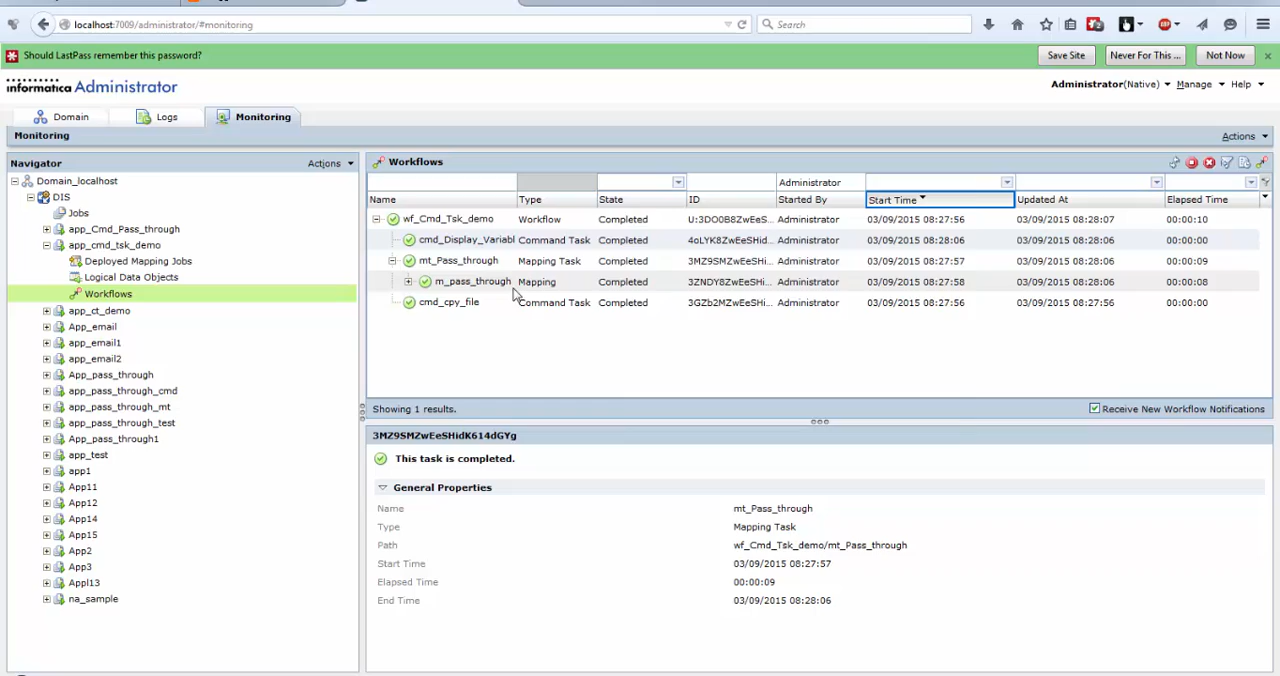 localhost:7009/administrator/#monitoring
Search
Should LastPass remember this password?
Save Site
Never For This ...
Not Now
informatica Administrator
Administrator(Native)
Manage
Help
Domain
Logs
Monitoring
Monitoring
Actions
Navigator
Actions
Domain_localhost
DIS
Jobs
app_Cmd_Pass_through
app_cmd_tsk_demo
Deployed Mapping Jobs
Logical Data Objects
Workflows
app_ct_demo
App_email
app_email1
app_email2
App_pass_through
app_pass_through_cmd
app_pass_through_mt
app_pass_through_test
App_pass_through1
app_test
app1
App11
App12
App14
App15
App2
App3
Appl13
na_sample
Workflows
Administrator
Name Type State ID Started By Start Time Updated At Elapsed Time
wf_Cmd_Tsk_demo Workflow Completed U:3DO0B8ZwEeS... Administrator 03/09/2015 08:27:56 03/09/2015 08:28:07 00:00:10
cmd_Display_Variabl Command Task Completed 4oLYK8ZwEeSHid... Administrator 03/09/2015 08:28:06 03/09/2015 08:28:06 00:00:00
mt_Pass_through Mapping Task Completed 3MZ9SMZwEeSHi... Administrator 03/09/2015 08:27:57 03/09/2015 08:28:06 00:00:09
m_pass_through Mapping Completed 3ZNDY8ZwEeSHi... Administrator 03/09/2015 08:27:58 03/09/2015 08:28:06 00:00:08
cmd_cpy_file Command Task Completed 3GZb2MZwEeSHi... Administrator 03/09/2015 08:27:56 03/09/2015 08:27:56 00:00:00
Showing 1 results.
Receive New Workflow Notifications
3MZ9SMZwEeSHidK614dGYg
This task is completed.
General Properties
Name mt_Pass_through
Type Mapping Task
Path wf_Cmd_Tsk_demo/mt_Pass_through
Start Time 03/09/2015 08:27:57
Elapsed Time 00:00:09
End Time 03/09/2015 08:28:06